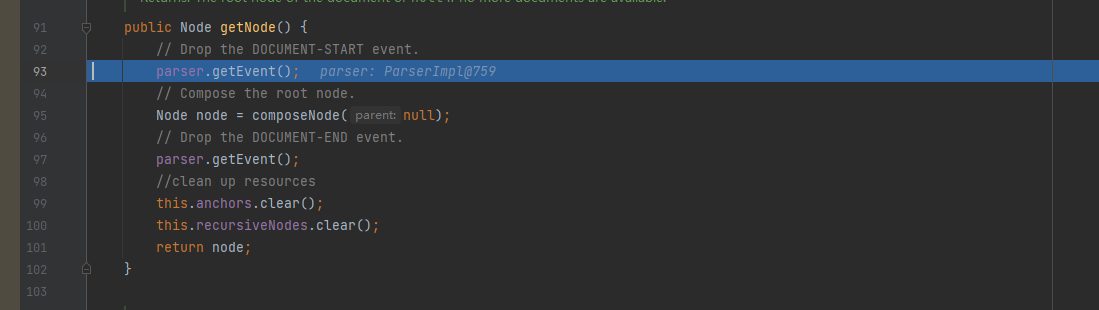 Returns: The root node of the document or null if no more documents are available.
91 public Node getNode() {
92 // Drop the DOCUMENT-START event.
93 parser.getEvent(); parser: ParserImpl@759
94 // Compose the root node.
95 Node node = composeNode( parent: null);
96 // Drop the DOCUMENT-END event.
97 parser.getEvent();
98 //clean up resources
99 this.anchors.clear();
100 this.recursiveNodes.clear();
101 return node;
102 }
103